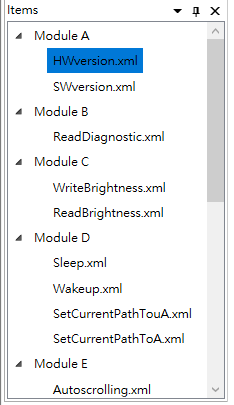 Items
Module A
HWversion.xml
SWversion.xml
Module B
ReadDiagnostic.xml
Module C
WriteBrightness.xml
ReadBrightness.xml
Module D
Sleep.xml
Wakeup.xml
SetCurrentPathTouA.xml
SetCurrentPathToA.xml
Module E
Autoscrolling.xml